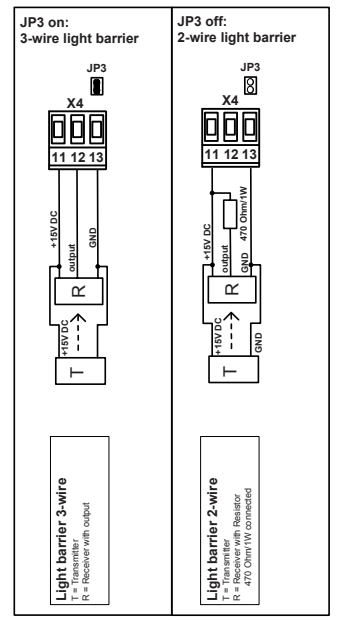 JP3 on:
3-wire light barrier
JP3
X4
11 12 13
+15V DC
output
GND
R
+15V DC
T
Light barrier 3-wire
T = Transmitter
R = Receiver with output
JP3 off:
2-wire light barrier
JP3
X4
11 12 13
+15V DC
output
470 Ohm/1W
GND
R
+15V DC
GND
T
Light barrier 2-wire
T = Transmitter
R = Receiver with Resistor
470 Ohm/1W connected